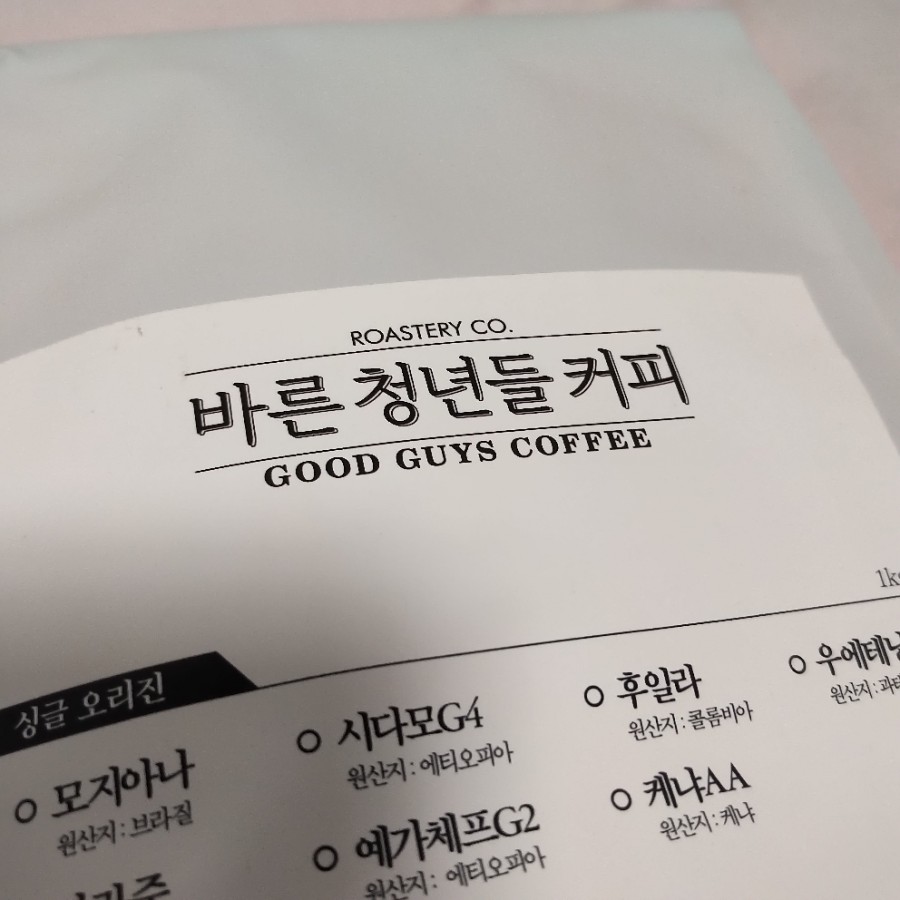 ROASTERY CO.
바른 청년들 커피
GOOD GUYS COFFEE
싱글 오리진
모지아나
원산지 : 브라질
시다모G4
원산지 : 에티오피아
후일라
원산지 : 콜롬비아
원산지 :
예가체프G2
원산지 : 에티오피아
케냐AA
원산지 : 케냐